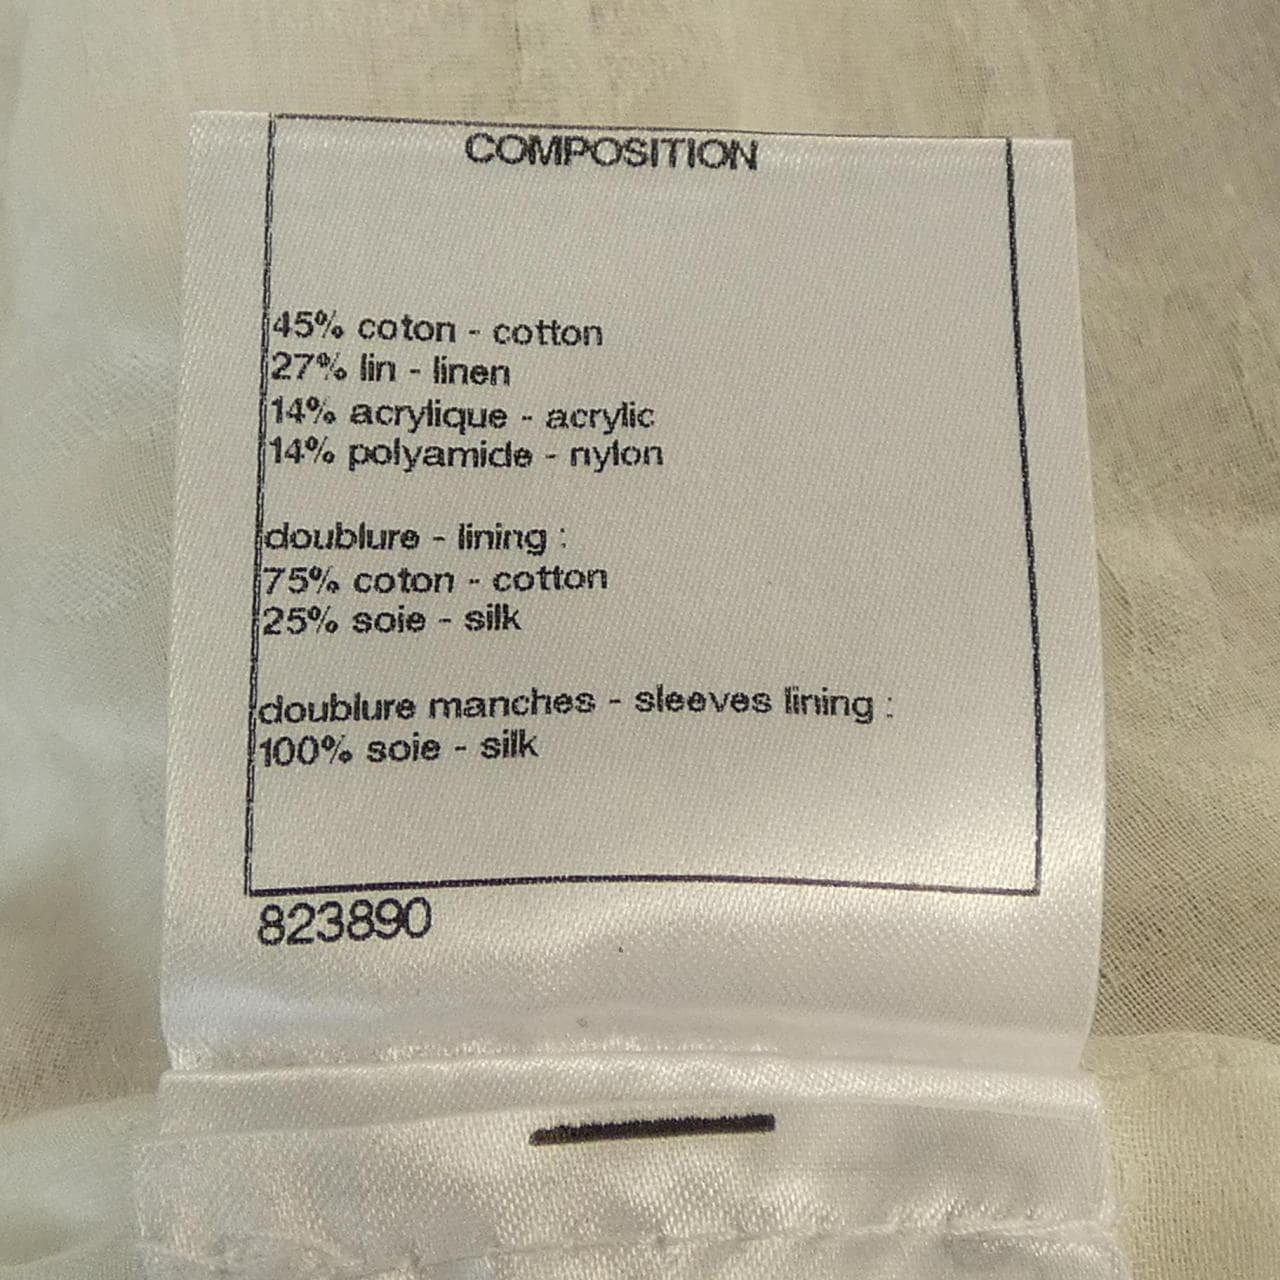 COMPOSITION
45% coton - cotton
27% lin - linen
14% acrylique - acrylic
14% polyamide - nylon
doublure - lining :
75% coton - cotton
25% soie - silk
doublure manches - sleeves lining :
100% soie - silk
823890